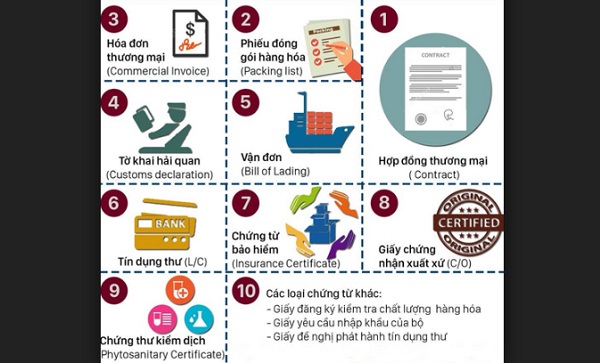 3
$
Hóa đơn
thương mại
(Commercial Invoice)
2
Packing
Phiếu đóng
gói hàng hóa
(Packing list)
1
CONTRACT
Hợp đồng thương mại
( Contract)
4
Tờ khai hải quan
(Customs declaration)
5
Vận đơn
(Bill of Lading)
6
BANK
Tín dụng thư (L/C)
7
Chứng từ
bảo hiểm
(Insurance Certificate)
8
ORIGINAL
CERTIFIED
ORIGINAL
Giấy chứng
nhận xuất xứ (C/O)
9
Chứng thư kiểm dịch
Phytosanitary Certificate)
10
Các loại chứng từ khác:
- Giấy đăng ký kiểm tra chất lượng hàng hóa
- Giấy yêu cầu nhập khẩu của bộ
- Giấy đề nghị phát hành tín dụng thư